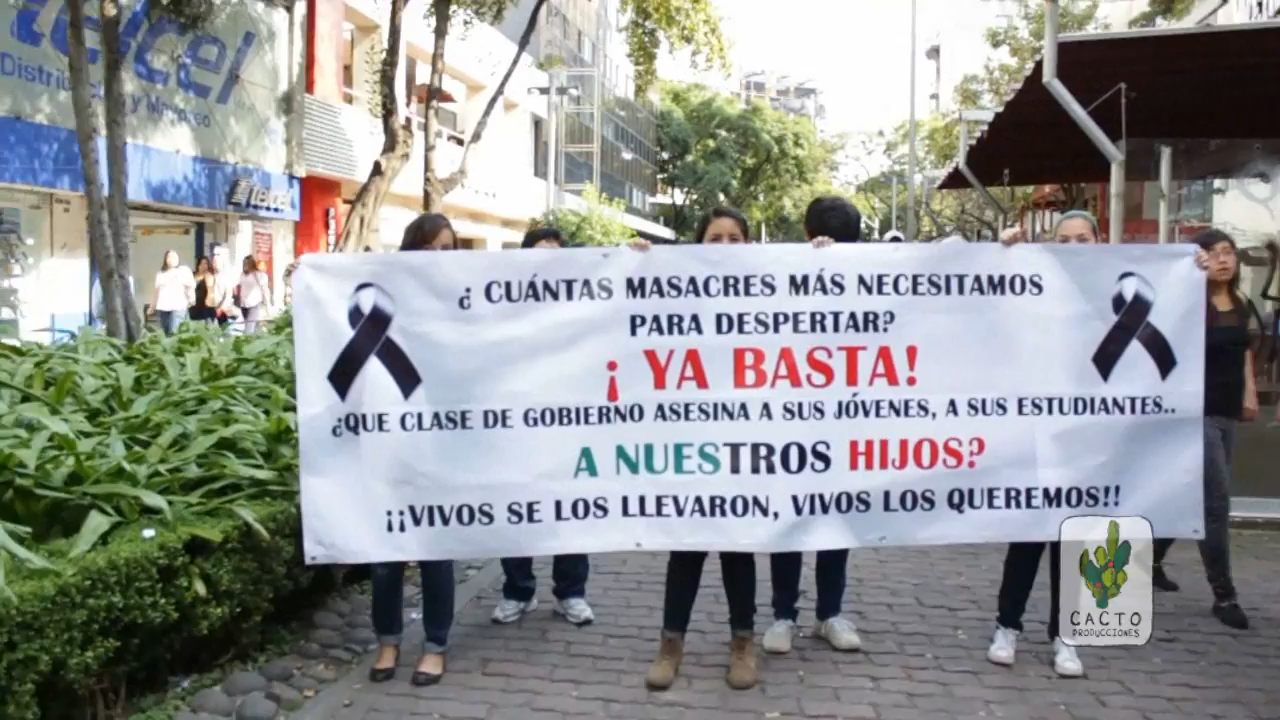 telcel
Distribuidor y Mayoreo
telcel
¿ CUÁNTAS MASACRES MÁS NECESITAMOS
PARA DESPERTAR?
¡ YA BASTA!
¿QUE CLASE DE GOBIERNO ASESINA A SUS JÓVENES, A SUS ESTUDIANTES..
A NUESTROS HIJOS?
¡¡VIVOS SE LOS LLEVARON, VIVOS LOS QUEREMOS!!
CACTO
PRODUCCIONES